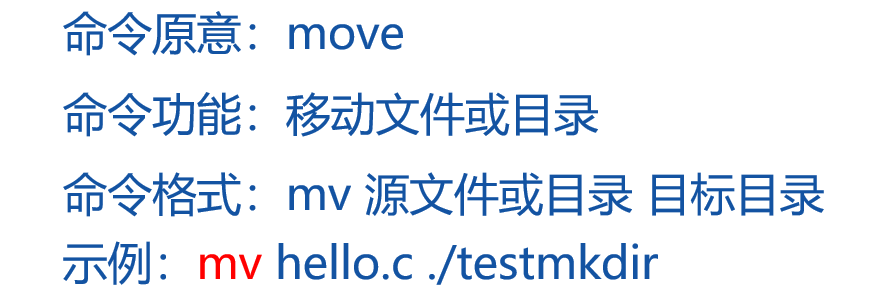 命令原意：move
命令功能：移动文件或目录
命令格式：mv 源文件或目录 目标目录
示例：mv hello.c ./testmkdir